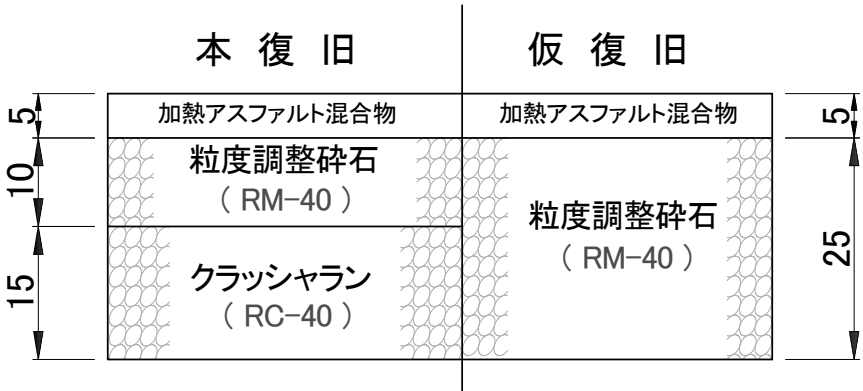 本復旧
仮復旧
加熱アスファルト混合物
加熱アスファルト混合物
5
10
15
粒度調整砕石
(RM-40)
クラッシャラン
(RC-40)
粒度調整砕石
(RM-40)
5
25